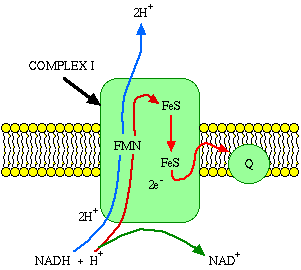 2H⁺
COMPLEX I
FeS
FMN
FeS
Q
2e⁻
2H⁺
NADH + H⁺
NAD⁺